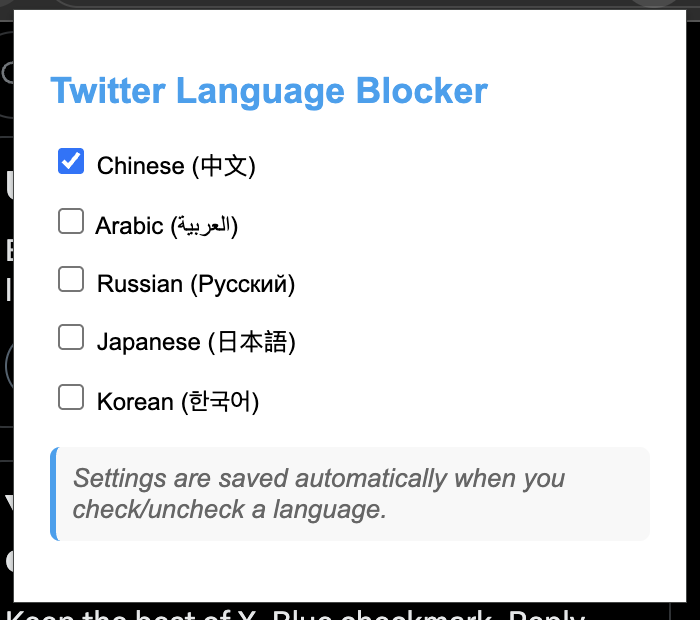 Twitter Language Blocker
Chinese (中文)
Arabic (العربية)
Russian (Русский)
Japanese (日本語)
Korean (한국어)
Settings are saved automatically when you
check/uncheck a language.
Keep the best of X, Blue checkmark, Reply